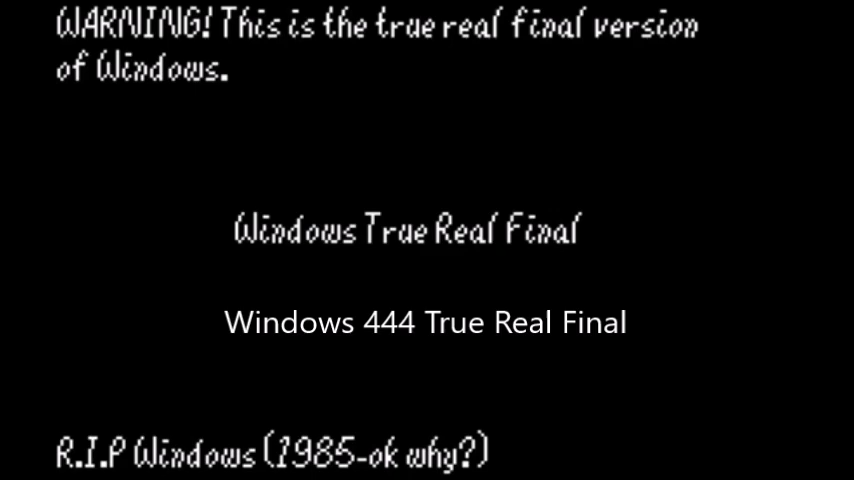 WARNING! This is the true real final version
of Windows.
Windows True Real Final
Windows 444 True Real Final
R.I.P Windows (1985-ok why?)